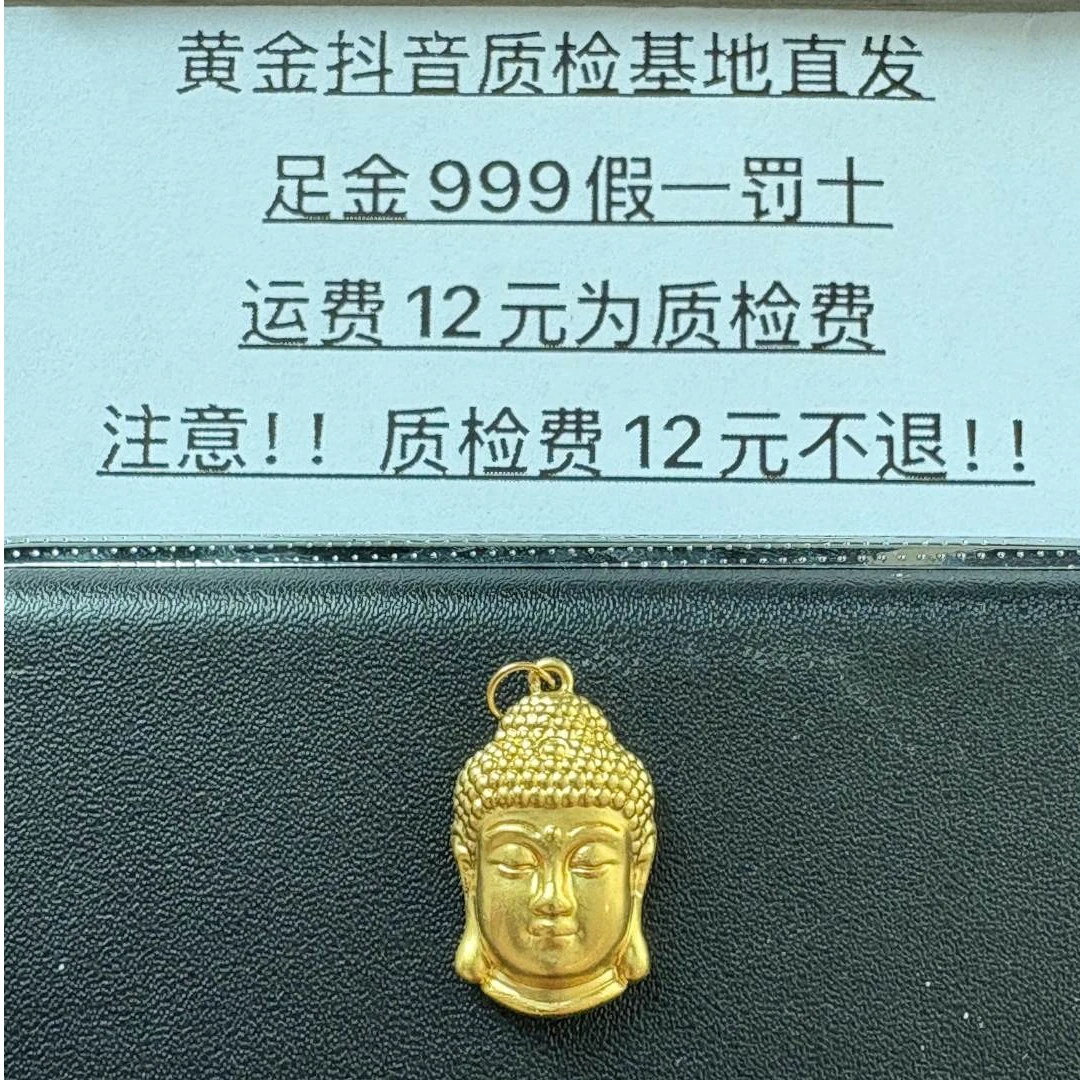 黄金抖音质检基地直发
足金999假一罚十
运费12元为质检费
注意!! 质检费12元不退!!